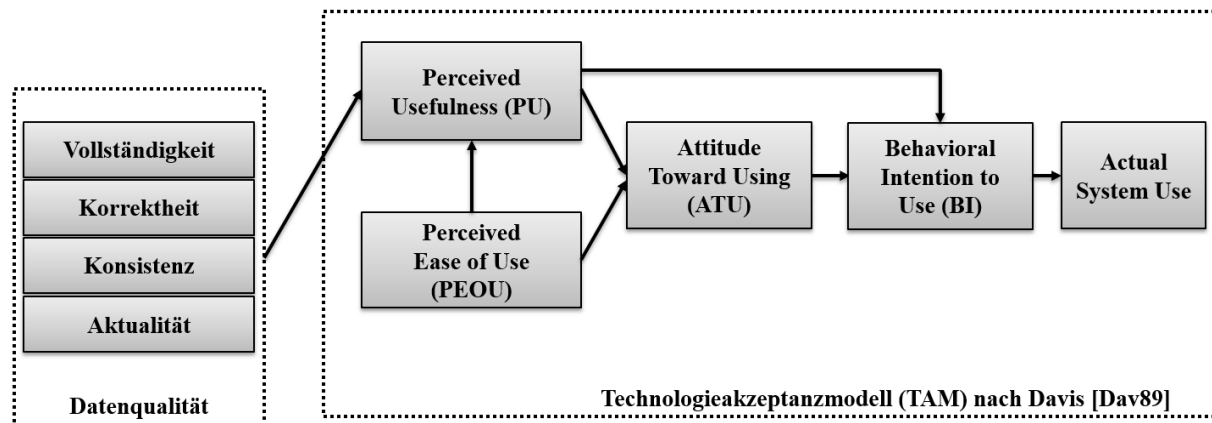 Vollständigkeit
Korrektheit
Konsistenz
Aktualität
Datenqualität
Perceived
Usefulness (PU)
Perceived
Ease of Use
(PEOU)
Attitude
Toward Using
(ATU)
Behavioral
Intention to
Use (BI)
Actual
System Use
Technologieakzeptanzmodell (TAM) nach Davis [Dav89]